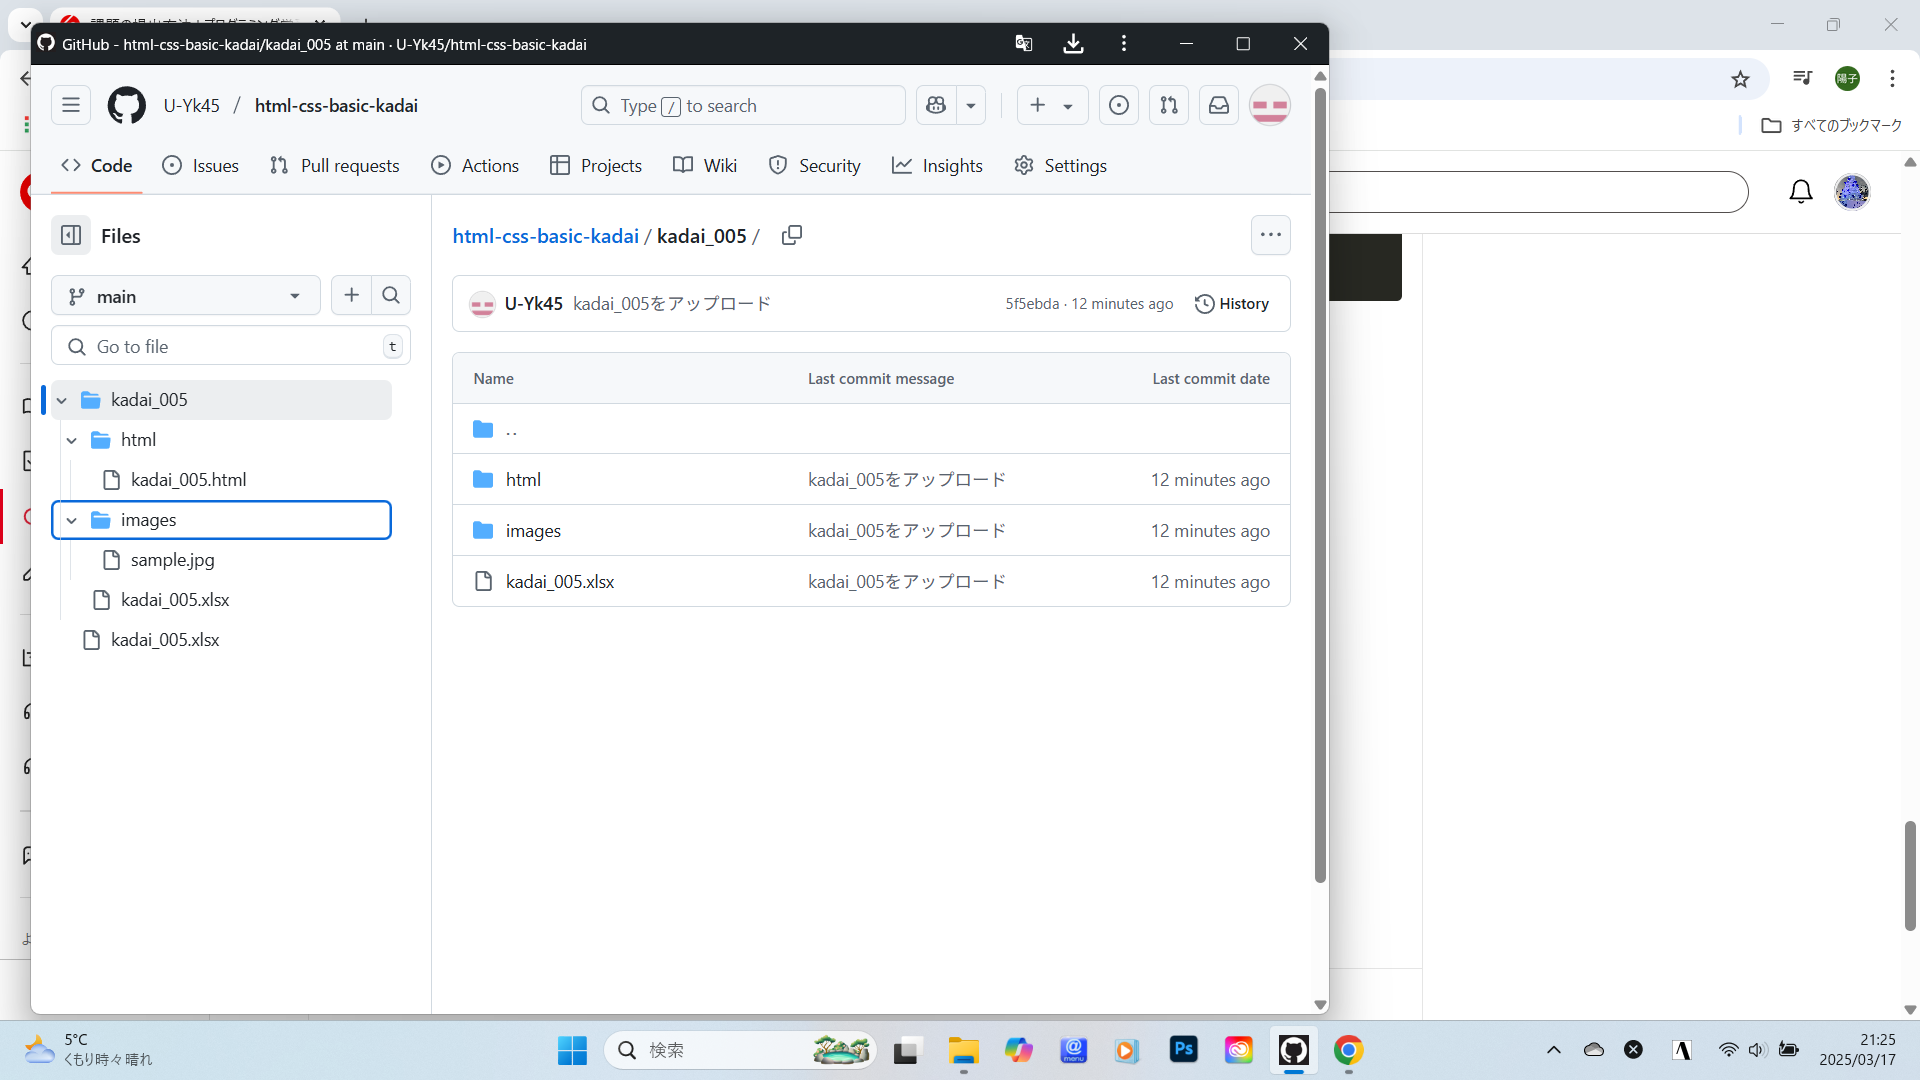 GitHub - html-css-basic-kadai/kadai_005 at main · U-Yk45/html-css-basic-kadai
U-Yk45 / html-css-basic-kadai
Type / to search
すべてのブックマーク
陽子
Code
Issues
Pull requests
Actions
Projects
Wiki
Security
Insights
Settings
Files
html-css-basic-kadai / kadai_005 /
main
U-Yk45 kadai_005をアップロード
5f5ebda · 12 minutes ago
History
Go to file
t
Name
Last commit message
Last commit date
kadai_005
..
html
html
kadai_005をアップロード
12 minutes ago
kadai_005.html
images
images
kadai_005をアップロード
12 minutes ago
sample.jpg
kadai_005.xlsx
kadai_005をアップロード
12 minutes ago
kadai_005.xlsx
kadai_005.xlsx
5°C
くもり時々晴れ
検索
@
menu
Ps
A
21:25
2025/03/17